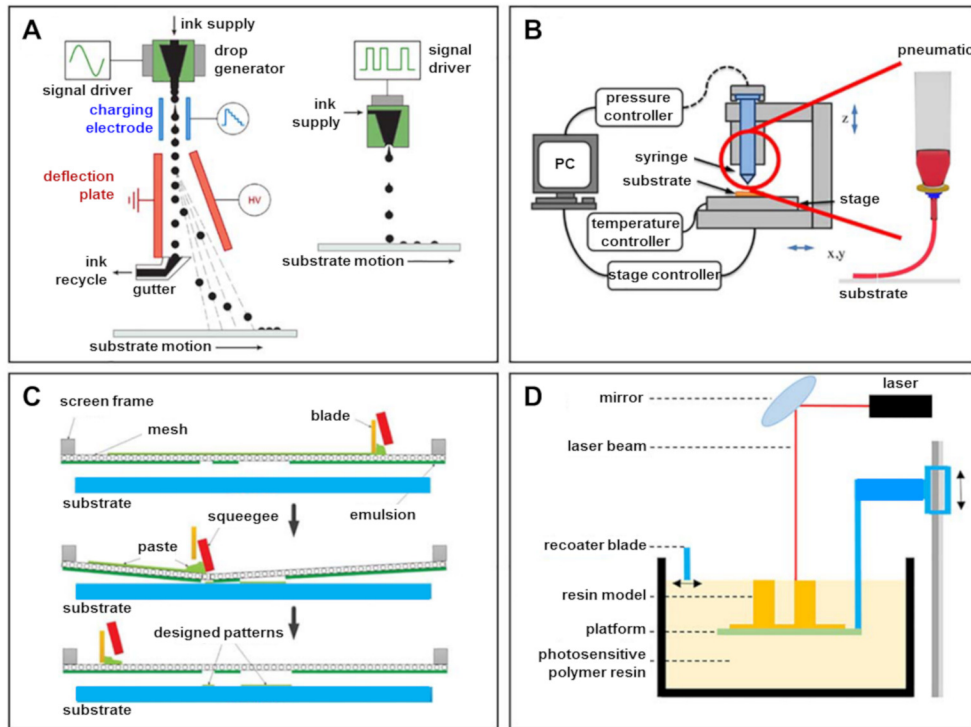 A
ink supply
drop
generator
signal driver
charging
electrode
deflection
plate
HV
ink
recycle
gutter
substrate motion
signal
driver
ink
supply
substrate motion
B
pneumatic
pressure
controller
z
PC
syringe
substrate
stage
temperature
controller
x,y
stage controller
substrate
C
screen frame
mesh
blade
substrate
emulsion
squeegee
paste
substrate
designed patterns
substrate
D
laser
mirror
laser beam
recoater blade
resin model
platform
photosensitive
polymer resin